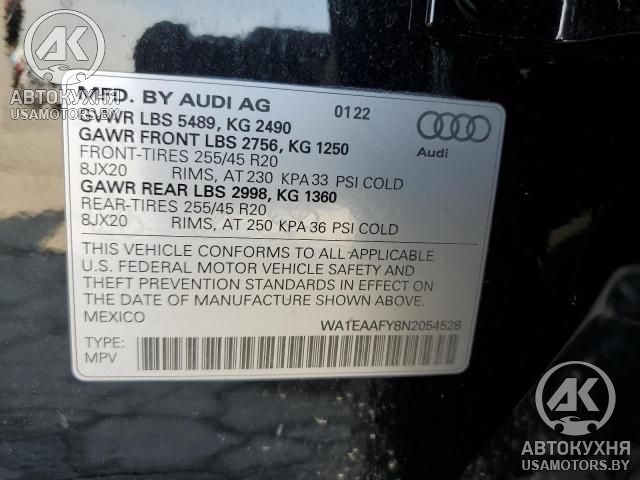 АК
АВТОКУХНЯ
USAMOTORS.BY
MFD. BY AUDI AG 0122
GVWR LBS 5489, KG 2490
GAWR FRONT LBS 2756, KG 1250
FRONT-TIRES 255/45 R20
8JX20 RIMS, AT 230 KPA 33 PSI COLD
GAWR REAR LBS 2998, KG 1360
REAR-TIRES 255/45 R20
8JX20 RIMS, AT 250 KPA 36 PSI COLD
Audi
THIS VEHICLE CONFORMS TO ALL APPLICABLE
U.S. FEDERAL MOTOR VEHICLE SAFETY AND
THEFT PREVENTION STANDARDS IN EFFECT ON
THE DATE OF MANUFACTURE SHOWN ABOVE.
MEXICO WA1EAAFY8N2054528
TYPE:
MPV
АК
АВТОКУХНЯ
USAMOTORS.BY